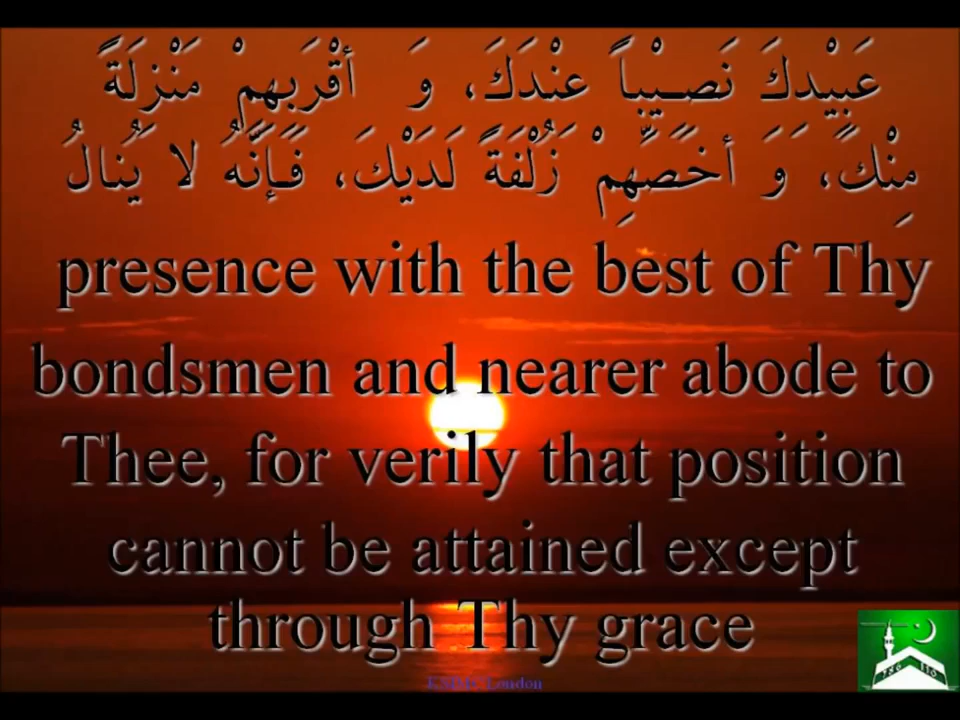 عَبِيْدِكَ نَصِيْباً عِنْدَكَ، وَ أَقْرَبِهِمْ مَنْزِلَةً
مِنْكَ، وَ أَخَصِّهِمْ زُلْفَةً لَدَيْكَ، فَإِنَّهُ لا يُنالُ
presence with the best of Thy
bondsmen and nearer abode to
Thee, for verily that position
cannot be attained except
through Thy grace
London